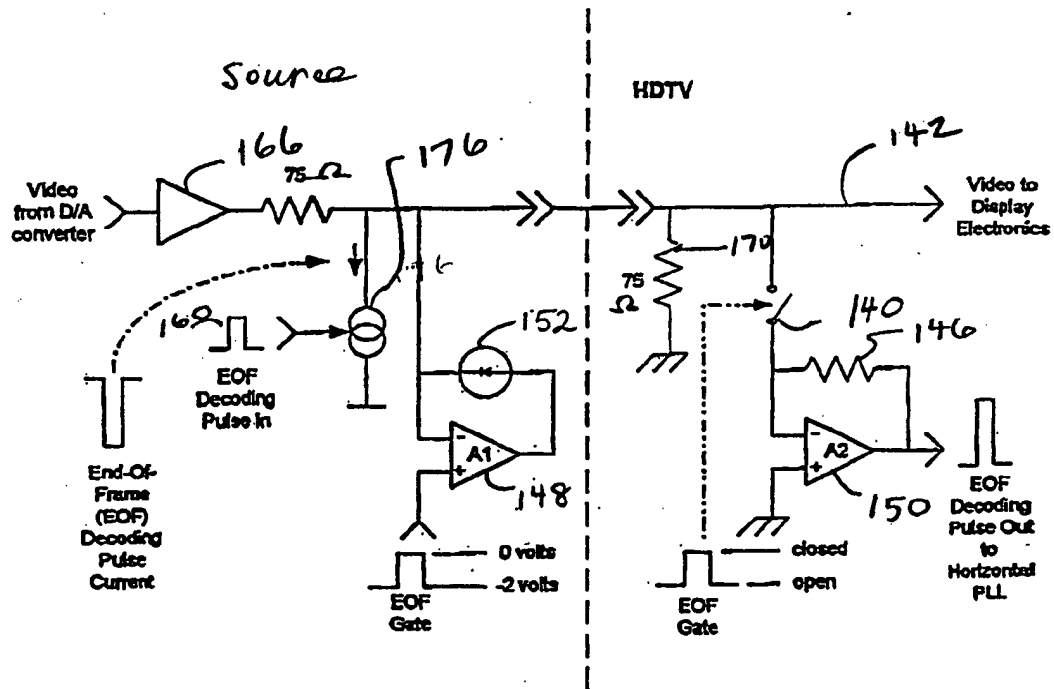 Source
HDTV
166
176
142
75 Ω
Video
from D/A
converter
Video to
Display
Electronics
170
75
Ω
160
152
140
146
EOF
Decoding
Pulse In
A1
148
A2
150
End-Of-
Frame
(EOF)
Decoding
Pulse
Current
0 volts
-2 volts
EOF
Gate
closed
open
EOF
Gate
EOF
Decoding
Pulse Out
to
Horizontal
PLL